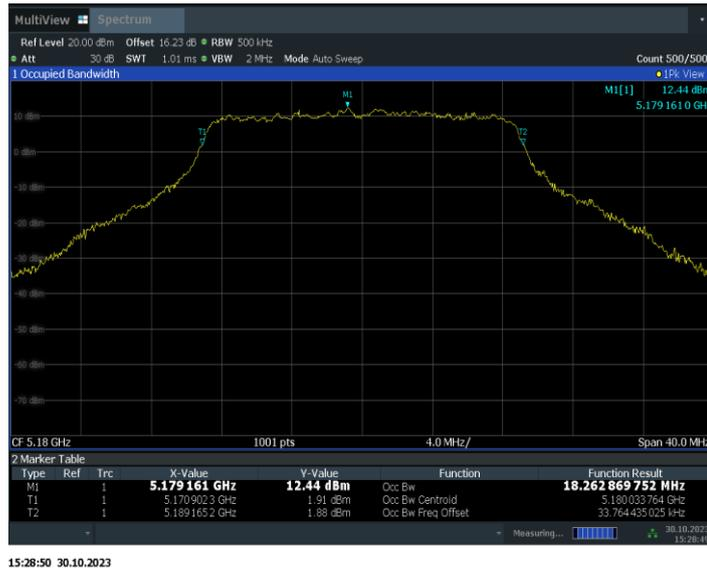 MultiView Spectrum
Ref Level 20.00 dBm Offset 16.23 dB RBW 500 kHz
Att 30 dB SWT 1.01 ms VBW 2 MHz Mode Auto Sweep Count 500/500
1 Occupied Bandwidth 1Pk View
M1[1] 12.44 dBm
5.179 161 0 GHz
M1
10 dBm
T1
T2
0 dBm
-10 dBm
-20 dBm
-30 dBm
-40 dBm
-50 dBm
-60 dBm
-70 dBm
CF 5.18 GHz 1001 pts 4.0 MHz/ Span 40.0 MHz
2 Marker Table
Type Ref Trc X-Value Y-Value Function Function Result
M1 1 5.179 161 GHz 12.44 dBm Occ Bw 18.262 869 752 MHz
T1 1 5.170 902 3 GHz 1.91 dBm Occ Bw Centroid 5.180 033 764 GHz
T2 1 5.189 165 2 GHz 1.88 dBm Occ Bw Freq Offset 33.764 435 025 kHz
Measuring... 30.10.2023
15:28:49
15:28:50 30.10.2023